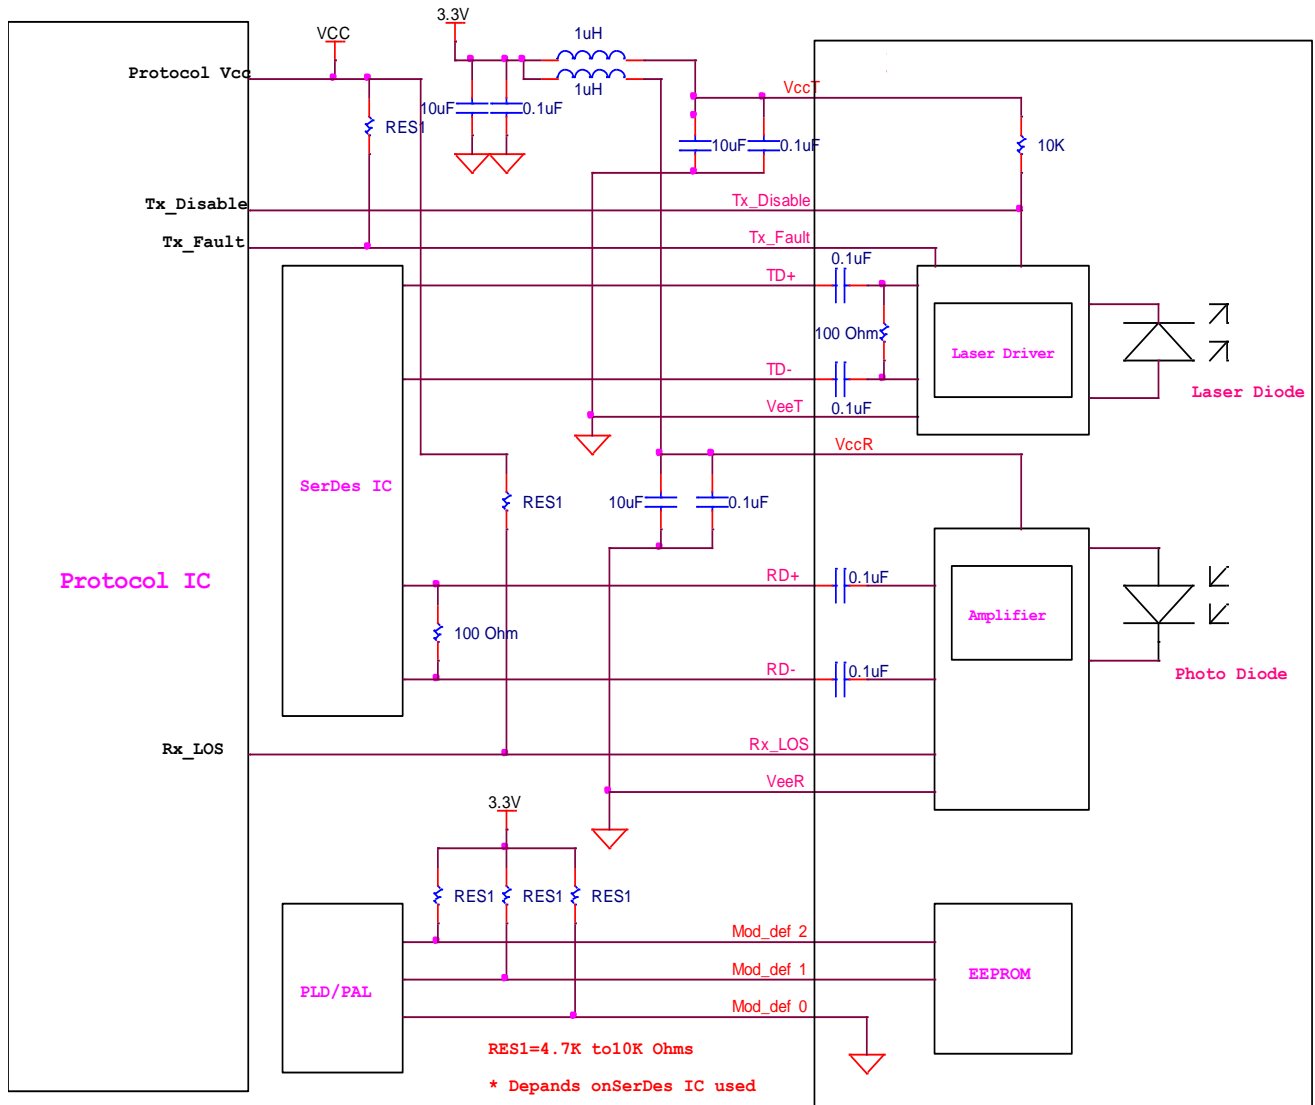 3.3V
1uH
VCC
Protocol Vcc
1uH
VccT
10uF
0.1uF
RES1
10uF
0.1uF
10K
Tx_Disable
Tx_Disable
Tx_Fault
Tx_Fault
0.1uF
TD+
100 Ohm
Laser Driver
TD-
Laser Diode
VeeT
0.1uF
VccR
SerDes IC
RES1
10uF
0.1uF
Protocol IC
RD+
0.1uF
Amplifier
100 Ohm
RD-
0.1uF
Photo Diode
Rx_LOS
Rx_LOS
VeeR
3.3V
RES1
RES1
RES1
Mod_def 2
Mod_def 1
EEPROM
PLD/PAL
Mod_def 0
RES1=4.7K to10K Ohms
* Depands onSerDes IC used